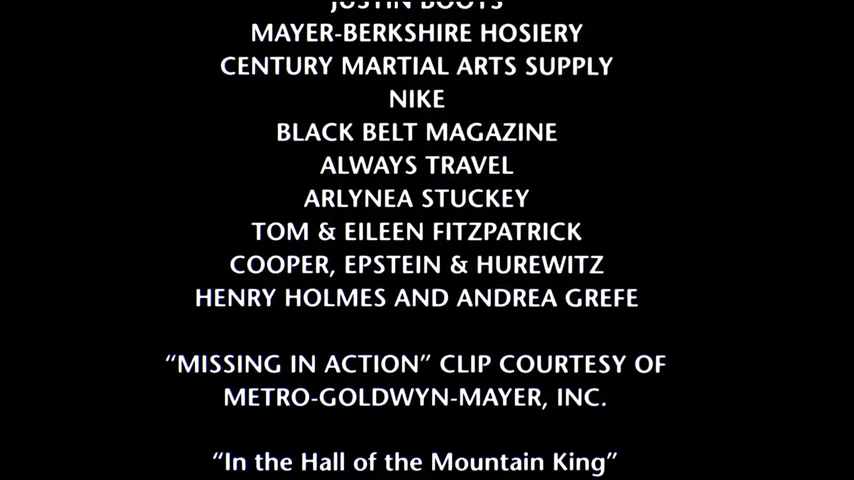 JUSTIN BOOTS
MAYER-BERKSHIRE HOSIERY
CENTURY MARTIAL ARTS SUPPLY
NIKE
BLACK BELT MAGAZINE
ALWAYS TRAVEL
ARLYNEA STUCKEY
TOM & EILEEN FITZPATRICK
COOPER, EPSTEIN & HUREWITZ
HENRY HOLMES AND ANDREA GREFE
“MISSING IN ACTION” CLIP COURTESY OF
METRO-GOLDWYN-MAYER, INC.
“In the Hall of the Mountain King”